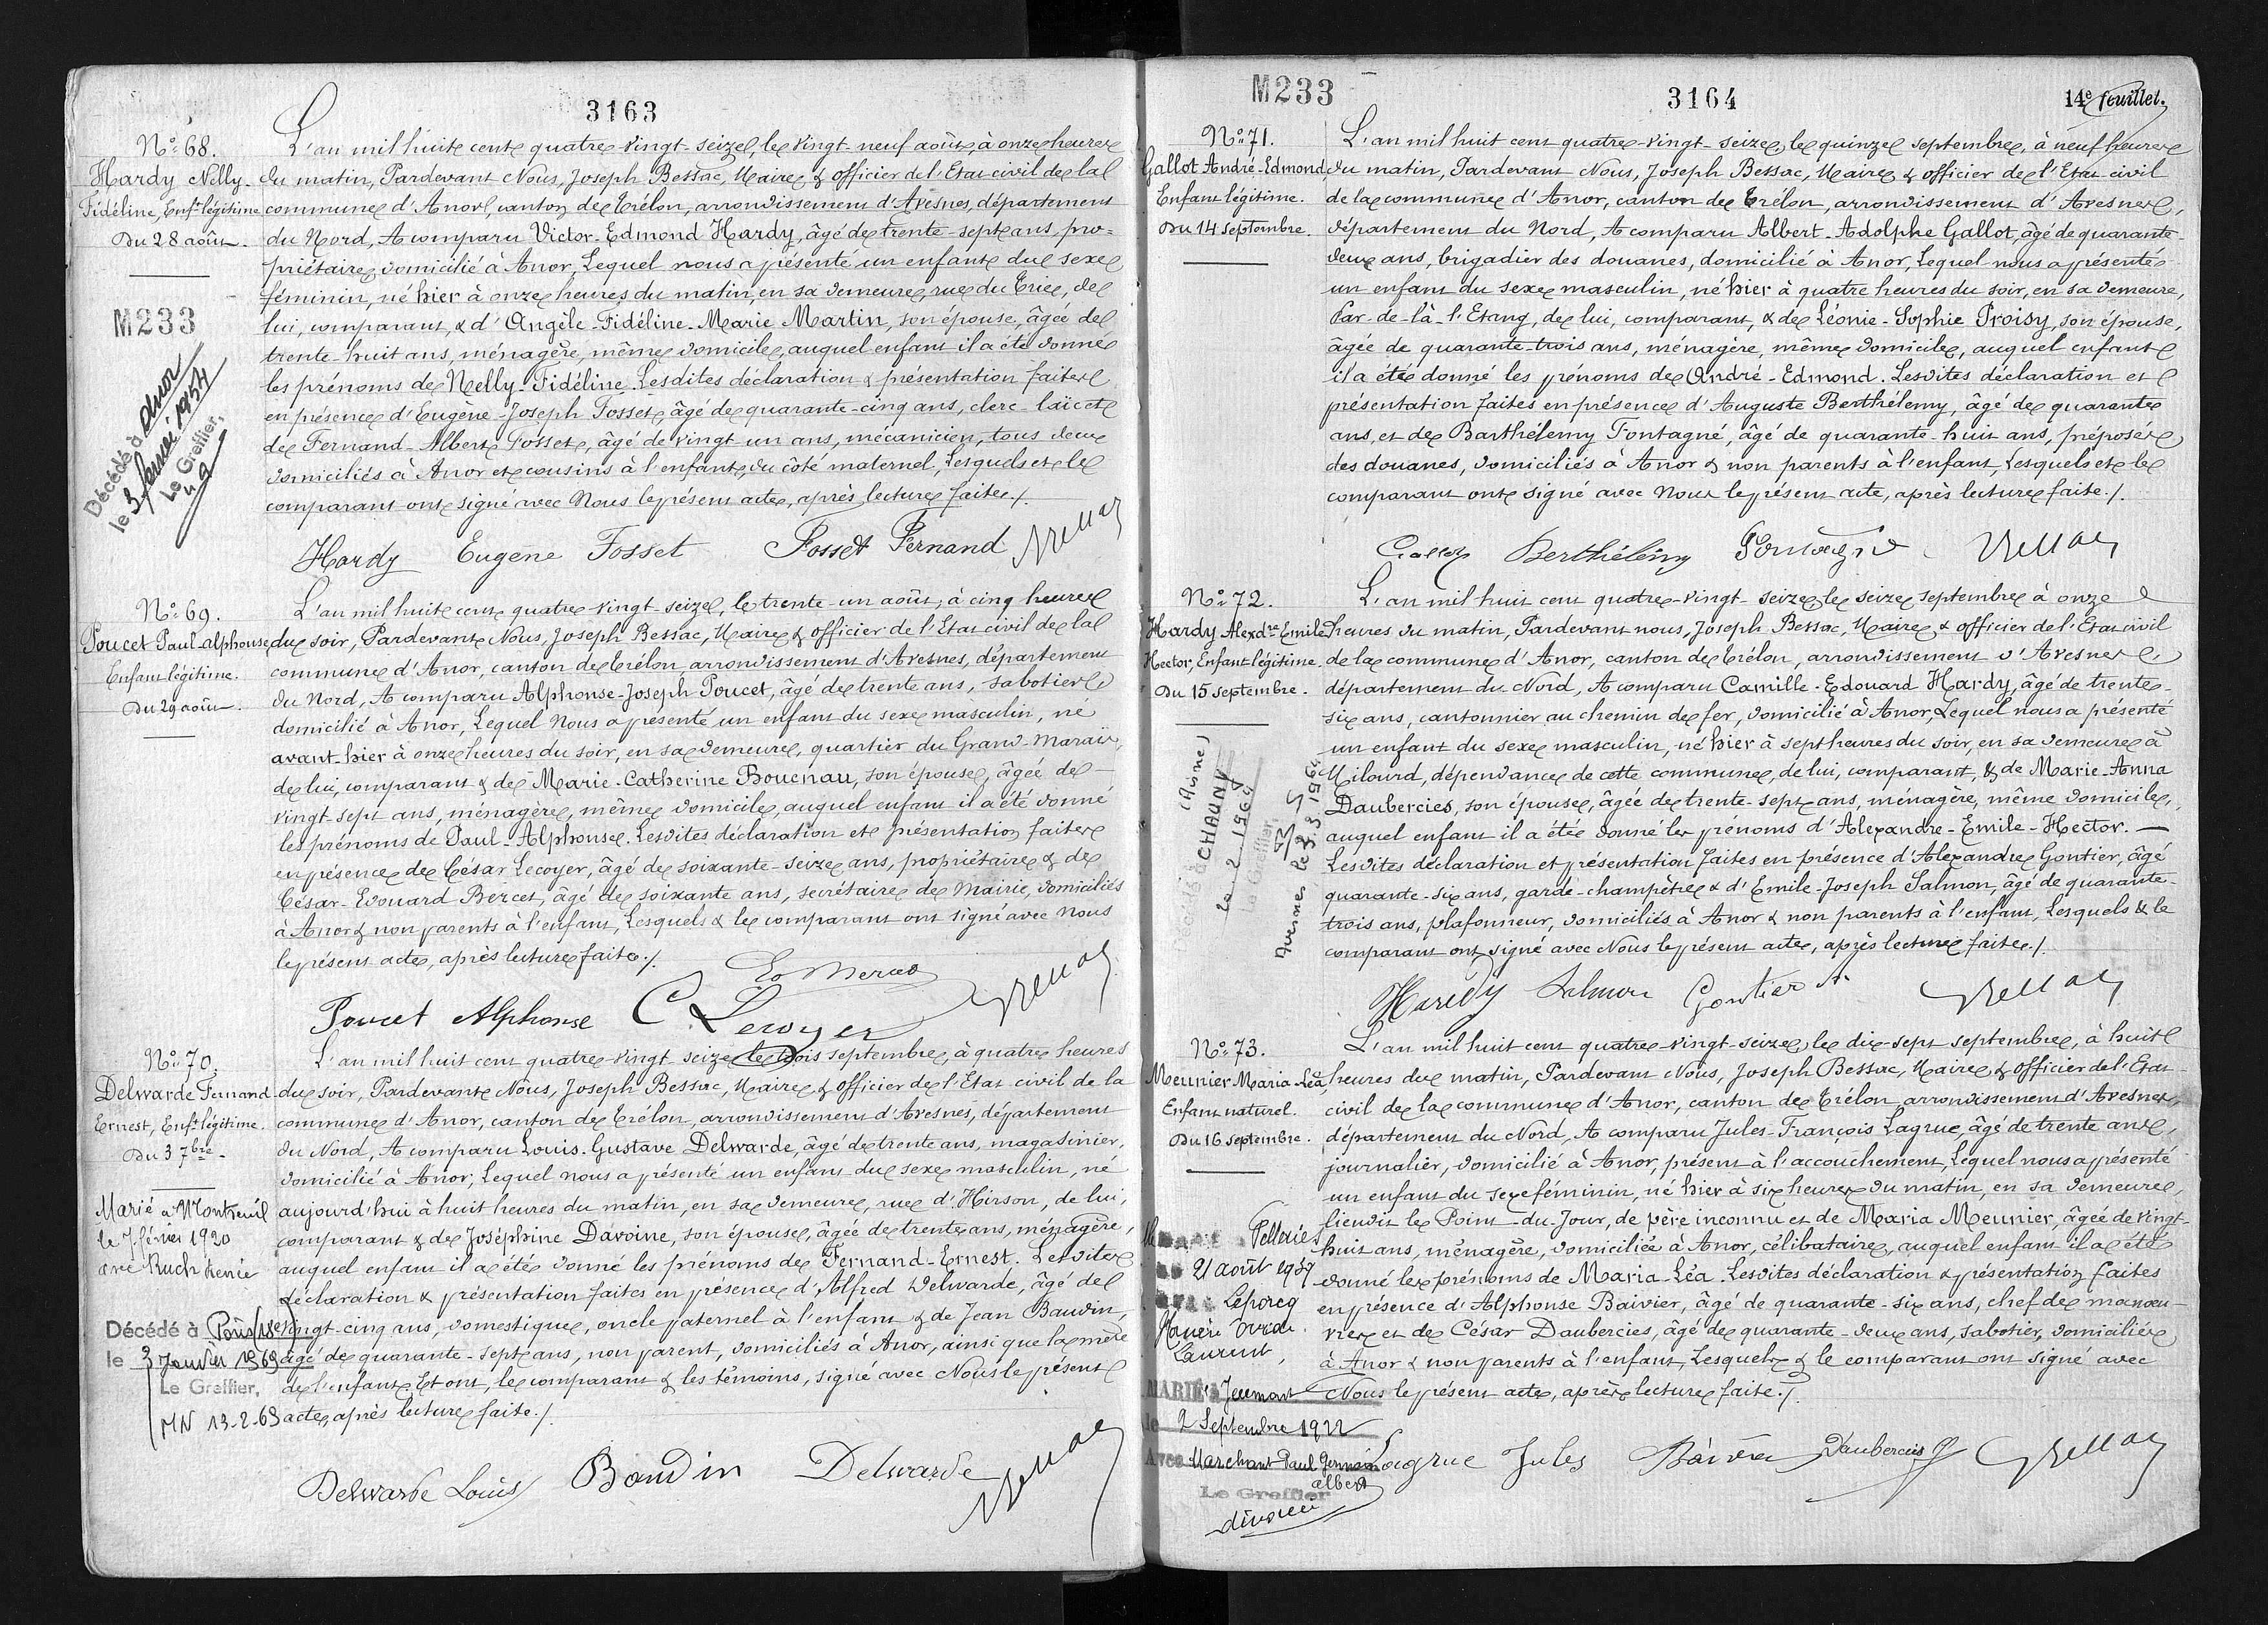 3163
N° 68.
Hardy Nelly-
Fidéline, Enft légitime
Du 28 août.
M233
Décédé à Anor
le 3 février 1954
Le Greffier,
L'an mil huit cent quatre-vingt-seize, le vingt-neuf août, à onze heures
du matin, Pardevant Nous, Joseph Bessac, Maire & officier de l'Etat civil de la
commune d'Anor, canton de Trélon, arrondissement d'Avesnes, département
du Nord, A comparu Victor-Edmond Hardy, âgé de trente-sept ans, pro=
priétaire, domicilié à Anor, Lequel nous a présenté un enfant du sexe
féminin, né hier à onze heures du matin, en sa demeure, rue du Trie, de
lui, comparant, & d'Angèle-Fidéline-Marie Martin, son épouse, âgée de
trente-huit ans, ménagère, même domicile, auquel enfant il a été donné
les prénoms de Nelly-Fidéline. Lesdites déclaration & présentation faites
en présence d'Eugène-Joseph Fosset, âgé de quarante-cinq ans, clerc-laïc et
de Fernand-Albert Fosset, âgé de vingt un ans, mécanicien, tous deux
domiciliés à Anor et cousins à l'enfant, du côté maternel, Lesquels et le
comparant ont signé avec Nous le présent acte, après lecture faite./.
Hardy Eugène Fosset Fosset Fernand
N° 69.
Poucet Paul-Alphonse
Enfant légitime.
Du 29 août.
L'an mil huit cent quatre-vingt-seize, le trente-un août, à cinq heures
du soir, Pardevant Nous, Joseph Bessac, Maire & officier de l'Etat civil de la
commune d'Anor, canton de Trélon, arrondissement d'Avesnes, département
du Nord, A comparu Alphonse-Joseph Poucet, âgé de trente ans, sabotier,
domicilié à Anor, Lequel Nous a présenté un enfant du sexe masculin, né
avant-hier à onze heures du soir, en sa demeure, quartier du Grand-Marais,
de lui, comparant & de Marie-Catherine Bouenau, son épouse, âgée de
vingt-sept ans, ménagère, même domicile, auquel enfant il a été donné
les prénoms de Paul-Alphonse. Lesdites déclaration et présentation faites
en présence de César Lecoyer, âgé de soixante-seize ans, propriétaire & de
César-Edouard Bercet, âgé de soixante ans, secrétaire de Mairie, domiciliés
à Anor & non parents à l'enfant, Lesquels & le comparant ont signé avec nous
le présent acte, après lecture faite./.
Poucet Alphonse C Lecoyer
N° 70.
Delwarde Fernand-
Ernest, Enft légitime.
Du 3 7bre.
Marié à Montreuil
le 7 février 1920
avec Ruch Renée
Décédé à Paris (18e)
le 3 Janvier 1969
Le Greffier,
MN 13-2-69
L'an mil huit cent quatre-vingt seize, le trois septembre, à quatre heures
du soir, Pardevant Nous, Joseph Bessac, Maire & officier de l'Etat civil de la
commune d'Anor, canton de Trélon, arrondissement d'Avesnes, département
du Nord, A comparu Louis-Gustave Delwarde, âgé de trente ans, magasinier,
domicilié à Anor; Lequel nous a présenté un enfant du sexe masculin, né
aujourd'hui à huit heures du matin, en sa demeure, rue d'Hirson, de lui,
comparant & de Joséphine Davoine, son épouse, âgée de trente ans, ménagère,
auquel enfant il a été donné les prénoms de Fernand-Ernest. Lesdites
déclaration & présentation faites en présence d'Alfred Delwarde, âgé de
vingt-cinq ans, domestique, oncle paternel à l'enfant & de Jean Baudin,
âgé de quarante-sept ans, non parent, domiciliés à Anor, ainsi que la mère
de l'enfant. Et ont, le comparant & les témoins, signé avec Nous le présent
acte, après lecture faite./.
Delwarde Louis Baudin Delwarde
M233
3164
14e feuillet.
N° 71.
Gallot André-Edmond,
Enfant légitime.
Du 14 septembre.
L'an mil huit cent quatre-vingt-seize, le quinze septembre, à neuf heures
du matin, Pardevant Nous, Joseph Bessac, Maire & officier de l'Etat civil
de la commune d'Anor, canton de Trélon, arrondissement d'Avesnes,
département du Nord, A comparu Albert-Adolphe Gallot, âgé de quarante-
deux ans, brigadier des douanes, domicilié à Anor, Lequel nous a présenté
un enfant du sexe masculin, né hier à quatre heures du soir, en sa demeure,
Par-de-là-l'Etang, de lui, comparant, & de Léonie-Sophie Proisy, son épouse,
âgée de quarante-trois ans, ménagère, même domicile, auquel enfant
il a été donné les prénoms de André-Edmond. Lesdites déclaration et
présentation faites en présence d'Auguste Berthélemy, âgé de quarante
ans, et de Barthélemy Fontagné, âgé de quarante-huit ans, préposés
des douanes, domiciliés à Anor & non parents à l'enfant, Lesquels et le
comparant ont signé avec Nous le présent acte, après lecture faite./.
Gallot Berthélemy Fontagné
N° 72.
Hardy Alexdre-Emile-
Hector, Enfant légitime.
Du 15 septembre.
Décédé à CHAUNY (Aisne)
le 2 1964
Le Greffier
Avesnes le 3.3.1964
L'an mil huit cent quatre-vingt-seize, le seize septembre à onze
heures du matin, Pardevant nous, Joseph Bessac, Maire & officier de l'Etat civil
de la commune d'Anor, canton de Trélon, arrondissement d'Avesnes,
département du Nord, A comparu Camille-Edouard Hardy, âgé de trente-
six ans, cantonnier au chemin de fer, domicilié à Anor, Lequel nous a présenté
un enfant du sexe masculin, né hier à sept heures du soir, en sa demeure à
Milourd, dépendance de cette commune, de lui, comparant, & de Marie-Anna
Daubercies, son épouse, âgée de trente-sept ans, ménagère, même domicile,
auquel enfant il a été donné les prénoms d'Alexandre-Emile-Hector. —
Lesdites déclaration et présentation faites en présence d'Alexandre Gontier, âgé
quarante-six ans, garde-champêtre & d'Emile-Joseph Salmon, âgé de quarante-
trois ans, plafonneur, domiciliés à Anor & non parents à l'enfant, Lesquels & le
comparant ont signé avec Nous le présent acte, après lecture faite./.
Hardy Salmon Gontier A
N° 73.
Meunier Maria-Léa,
Enfant naturel.
Du 16 septembre.
21 août 1937
Leporcq
Laurent,
MARIÉ à Jeumont
le 2 Septembre 1922
Avec Marchant Paul Germain
albert
Le Greffier
divorcée
L'an mil huit cent quatre-vingt-seize, le dix-sept septembre, à huit
heures du matin, Pardevant Nous, Joseph Bessac, Maire & officier de l'Etat-
civil de la commune d'Anor, canton de Trélon arrondissement d'Avesnes,
département du Nord, A comparu Jules-François Lagrue, âgé de trente ans,
journalier, domicilié à Anor, présent à l'accouchement, Lequel nous a présenté
un enfant du sexe féminin, né hier à six heures du matin, en sa demeure,
lieudit le Point-du-Jour, de père inconnu et de Maria Meunier, âgée de vingt-
huit ans, ménagère, domiciliée à Anor, célibataire, auquel enfant il a été
donné les prénoms de Maria-Léa. Lesdites déclaration & présentation faites
en présence d'Alphonse Baivier, âgé de quarante-six ans, chef de manœu-
vres et de César Daubercies, âgé de quarante-deux ans, sabotier, domiciliés
à Anor & non parents à l'enfant, Lesquels & le comparant ont signé avec
Nous le présent acte, après lecture faite./.
Lagrue Jules Baivier Daubercies